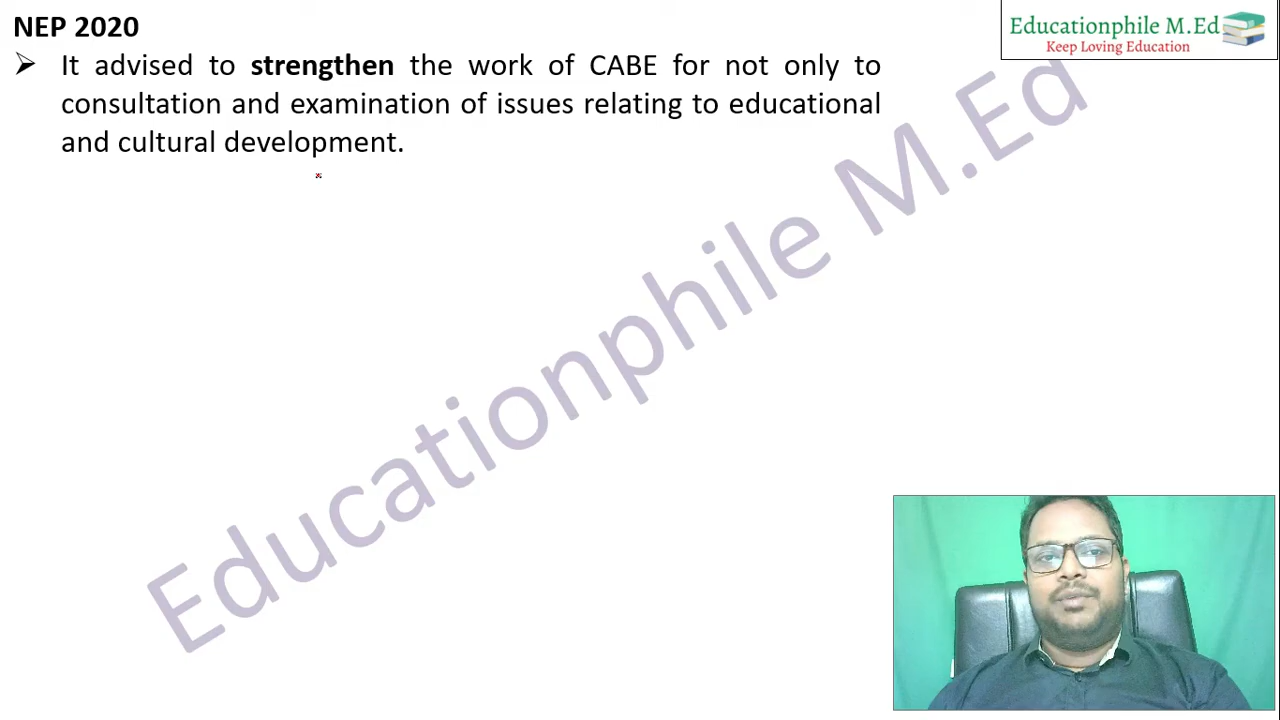 NEP 2020
Educationphile M.Ed
Keep Loving Education
➢ It advised to strengthen the work of CABE for not only to
consultation and examination of issues relating to educational
and cultural development.
Educationphile M.Ed